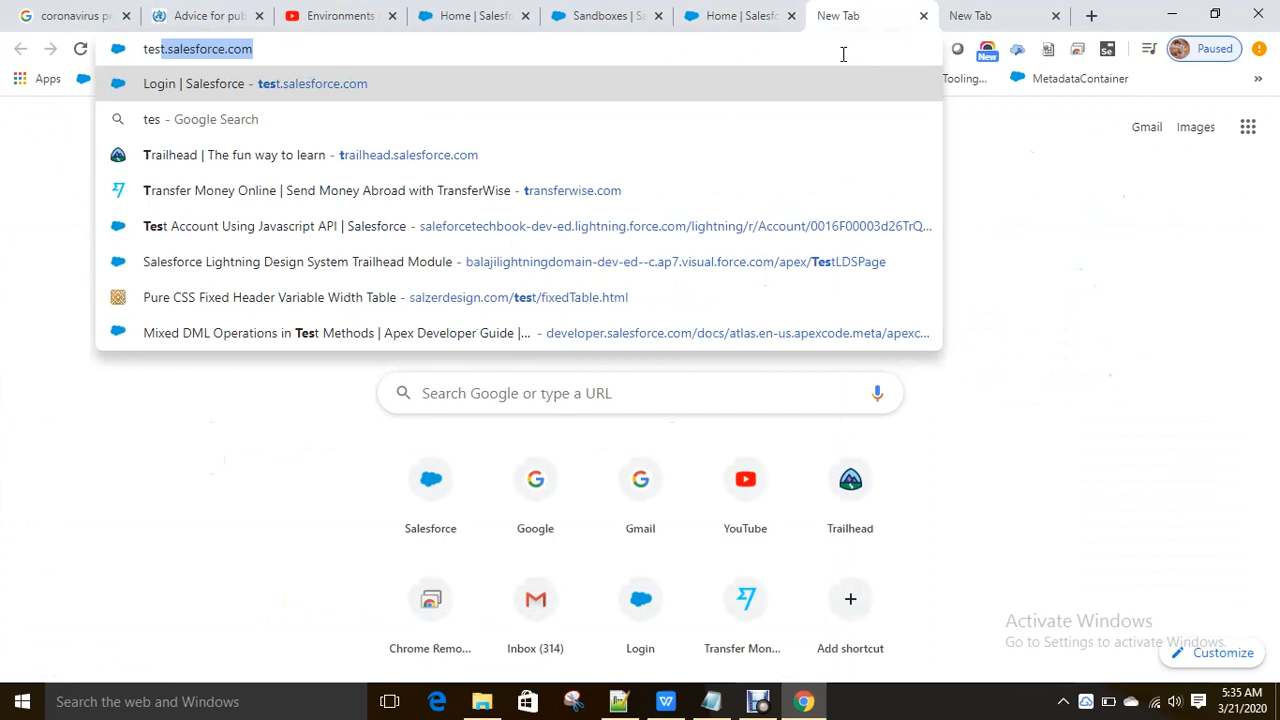 coronavirus pr
Advice for pub
Environments
Home | Salesf
Sandboxes | S
Home | Salesf
New Tab
New Tab
test.salesforce.com
New
Se
Paused
Apps
Tooling...
MetadataContainer
»
Login | Salesforce - test.salesforce.com
tes - Google Search
Trailhead | The fun way to learn - trailhead.salesforce.com
Transfer Money Online | Send Money Abroad with TransferWise - transferwise.com
Test Account Using Javascript API | Salesforce - saleforcetechbook-dev-ed.lightning.force.com/lightning/r/Account/0016F00003d26TrQ...
Salesforce Lightning Design System Trailhead Module - balajilightningdomain-dev-ed--c.ap7.visual.force.com/apex/TestLDSPage
Pure CSS Fixed Header Variable Width Table - salzerdesign.com/test/fixedTable.html
Mixed DML Operations in Test Methods | Apex Developer Guide |... - developer.salesforce.com/docs/atlas.en-us.apexcode.meta/apexc...
Gmail Images
Search Google or type a URL
Salesforce
Google
Gmail
YouTube
Trailhead
Chrome Remo...
Inbox (314)
Login
Transfer Mon...
Add shortcut
Activate Windows
Go to Settings to activate Windows.
Customize
Search the web and Windows
5:35 AM
3/21/2020